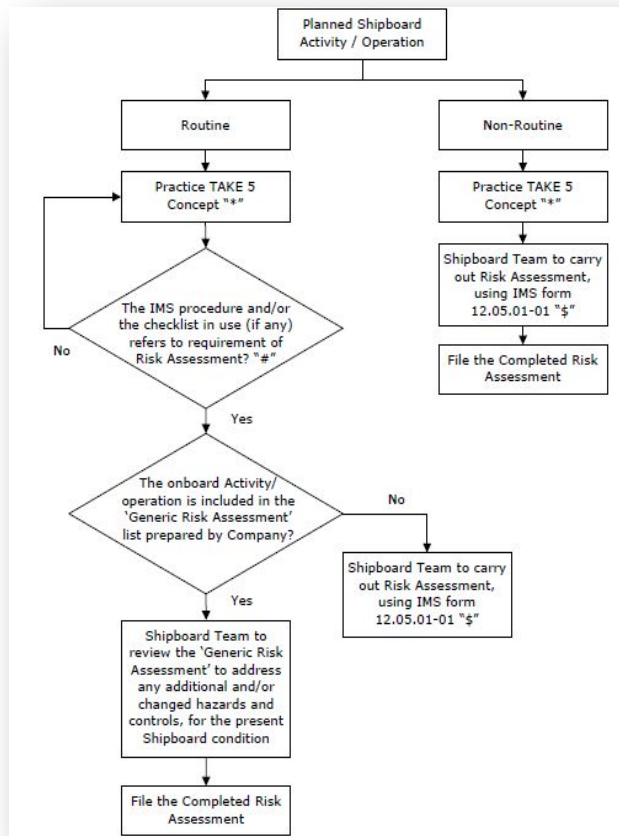 Planned Shipboard
Activity / Operation
Routine
Non-Routine
Practice TAKE 5
Concept "*"
Practice TAKE 5
Concept "*"
Shipboard Team to carry
out Risk Assessment,
using IMS form
12.05.01-01 "$"
The IMS procedure and/or
the checklist in use (if any)
refers to requirement of
Risk Assessment? "#"
No
File the Completed Risk
Assessment
Yes
The onboard Activity/
operation is included in the
‘Generic Risk Assessment’
list prepared by Company?
No
Shipboard Team to carry
out Risk Assessment,
using IMS form
12.05.01-01 "$"
Yes
Shipboard Team to
review the ‘Generic Risk
Assessment’ to address
any additional and/or
changed hazards and
controls, for the present
Shipboard condition
File the Completed Risk
Assessment